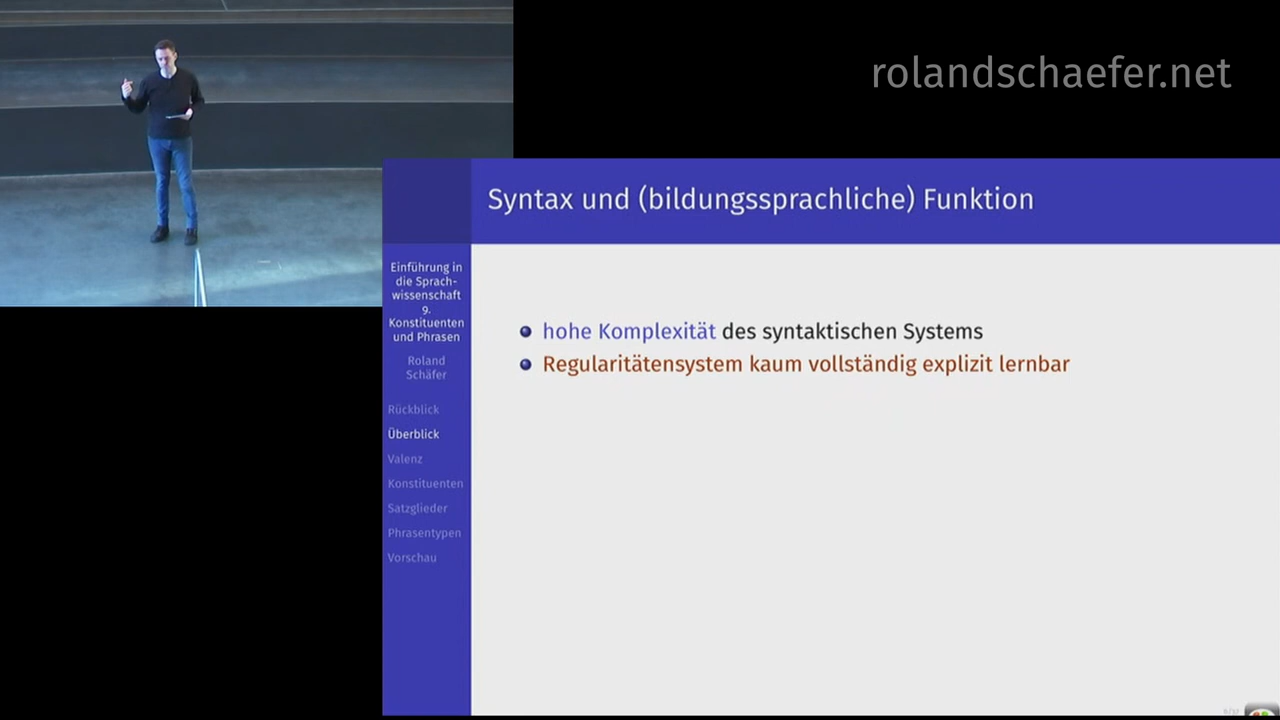 rolandschaefer.net
Syntax und (bildungssprachliche) Funktion
Einführung in
die Sprach-
wissenschaft
9.
Konstituenten
und Phrasen
Roland
Schäfer
Rückblick
Überblick
Valenz
Konstituenten
Satzglieder
Phrasentypen
Vorschau
hohe Komplexität des syntaktischen Systems
Regularitätensystem kaum vollständig explizit lernbar